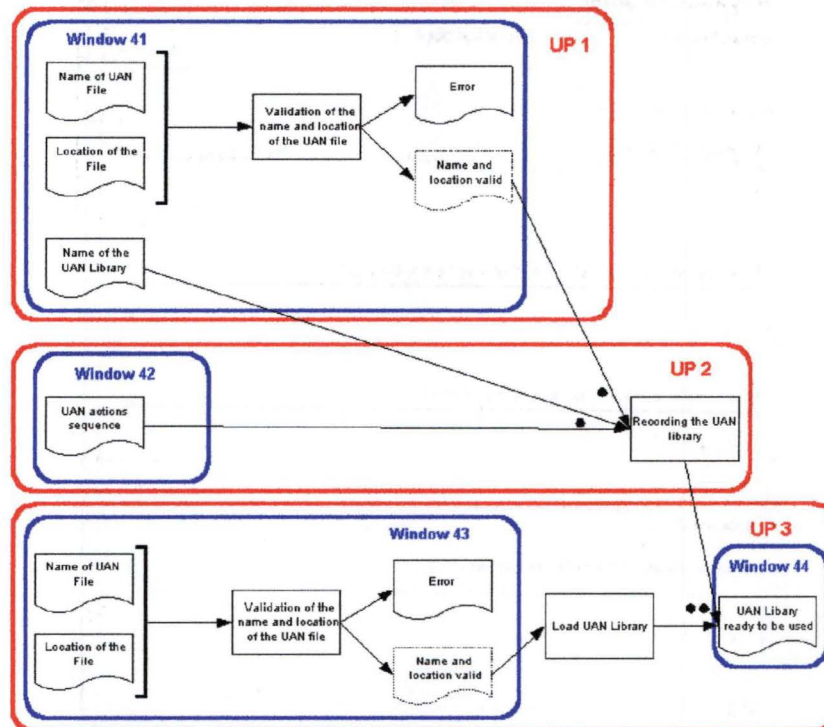 Window 41
UP 1
Name of UAN
File
Location of the
File
Validation of the
name and location
of the UAN file
Error
Name and
location valid
Name of the
UAN Library
Window 42
UP 2
UAN actions
sequence
Recording the UAN
library
Window 43
UP 3
Name of UAN
File
Location of the
File
Validation of the
name and location
of the UAN file
Error
Name and
location valid
Load UAN Library
Window 44
UAN Libary
ready to be used